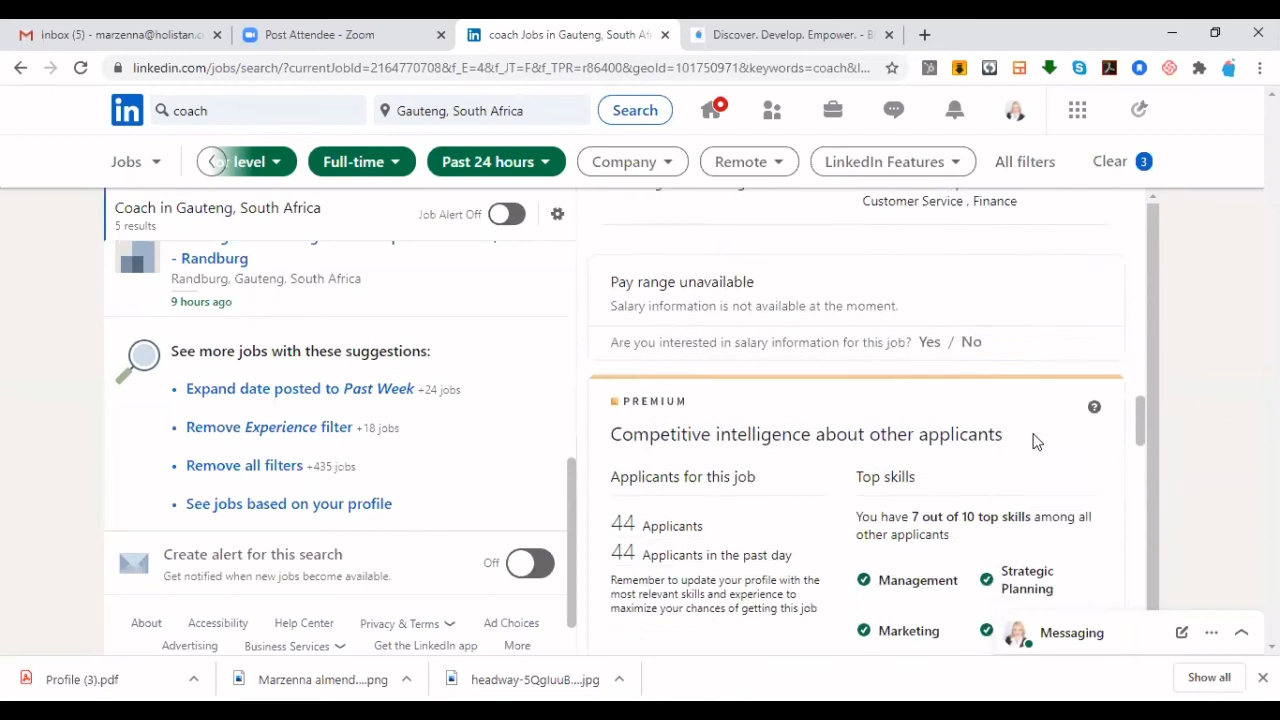 Inbox (5) - marzenna@holistan.c
Post Attendee - Zoom
coach Jobs in Gauteng, South Af
Discover. Develop. Empower. - B
linkedin.com/jobs/search/?currentJobId=2164770708&f_E=4&f_JT=F&f_TPR=r86400&geoId=101750971&keywords=coach&l...
in
coach
Gauteng, South Africa
Search
Jobs
or level
Full-time
Past 24 hours
Company
Remote
LinkedIn Features
All filters
Clear 3
Coach in Gauteng, South Africa
5 results
Job Alert Off
- Randburg
Randburg, Gauteng, South Africa
9 hours ago
See more jobs with these suggestions:
• Expand date posted to Past Week +24 jobs
• Remove Experience filter +18 jobs
• Remove all filters +435 jobs
• See jobs based on your profile
Create alert for this search
Get notified when new jobs become available.
Off
About Accessibility Help Center Privacy & Terms Ad Choices
Advertising Business Services Get the LinkedIn app More
Customer Service , Finance
Pay range unavailable
Salary information is not available at the moment.
Are you interested in salary information for this job? Yes / No
PREMIUM
Competitive intelligence about other applicants
Applicants for this job
44 Applicants
44 Applicants in the past day
Remember to update your profile with the
most relevant skills and experience to
maximize your chances of getting this job
Top skills
You have 7 out of 10 top skills among all
other applicants
Management
Strategic
Planning
Marketing
Messaging
Profile (3).pdf
Marzenna almend....png
headway-5QgIuuB....jpg
Show all